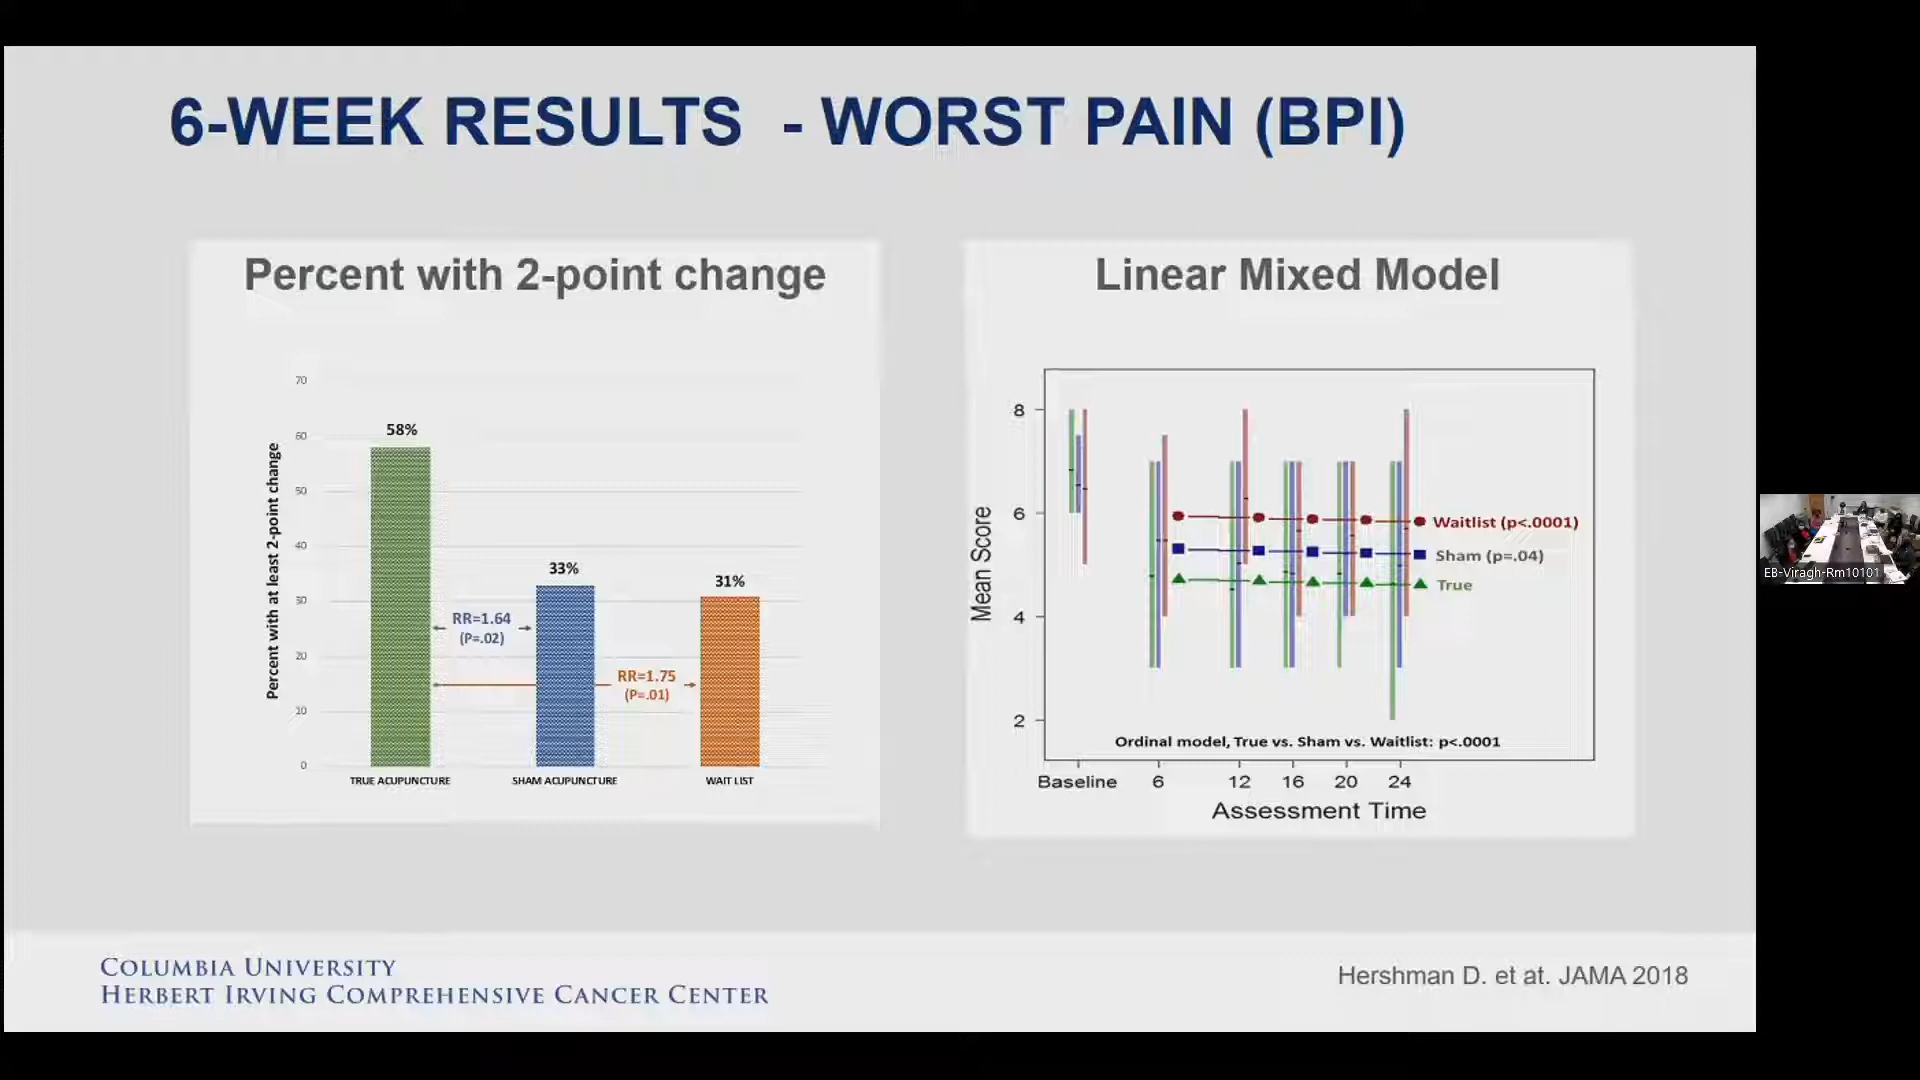 6-WEEK RESULTS - WORST PAIN (BPI)
Percent with 2-point change
Percent with at least 2-point change
70
60
50
40
30
20
10
0
58%
33%
31%
RR=1.64
(P=.02)
RR=1.75
(P=.01)
TRUE ACUPUNCTURE
SHAM ACUPUNCTURE
WAIT LIST
Linear Mixed Model
Mean Score
8
6
4
2
Waitlist (p<.0001)
Sham (p=.04)
True
Ordinal model, True vs. Sham vs. Waitlist: p<.0001
Baseline 6 12 16 20 24
Assessment Time
COLUMBIA UNIVERSITY
HERBERT IRVING COMPREHENSIVE CANCER CENTER
Hershman D. et at. JAMA 2018
EB-Viragh-Rm10101